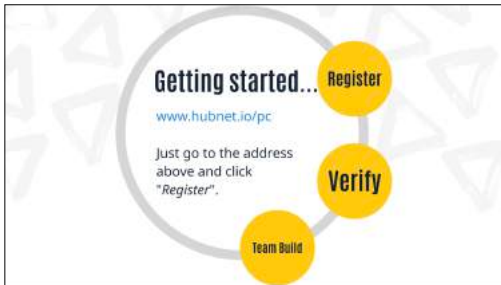 Getting started...
Register
www.hubnet.io/pc
Just go to the address
above and click
"Register".
Verify
Team Build